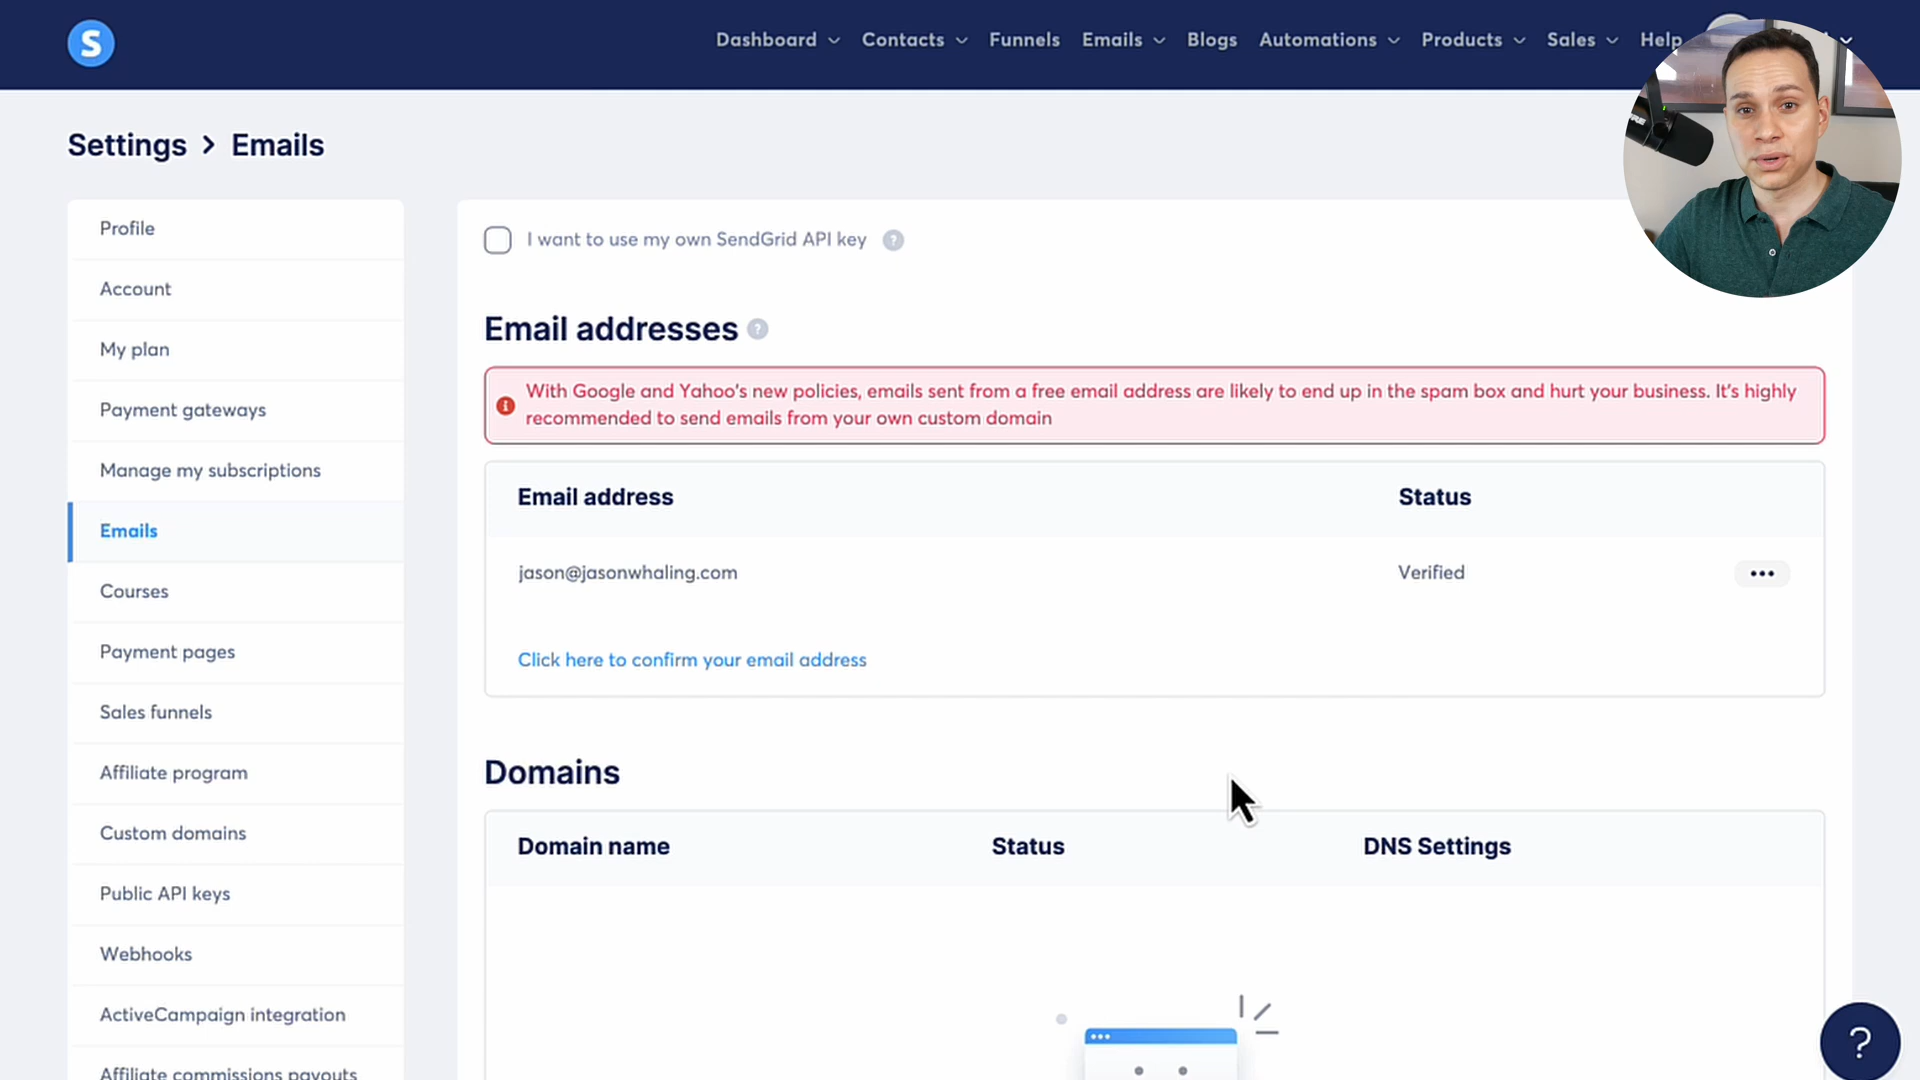 S
Dashboard
Contacts
Funnels
Emails
Blogs
Automations
Products
Sales
Help
Settings > Emails
Profile
Account
My plan
Payment gateways
Manage my subscriptions
Emails
Courses
Payment pages
Sales funnels
Affiliate program
Custom domains
Public API keys
Webhooks
ActiveCampaign integration
Affiliate commissions payouts
I want to use my own SendGrid API key ?
Email addresses ?
With Google and Yahoo's new policies, emails sent from a free email address are likely to end up in the spam box and hurt your business. It's highly
recommended to send emails from your own custom domain
Email address
Status
jason@jasonwhaling.com
Verified
Click here to confirm your email address
Domains
Domain name
Status
DNS Settings
?